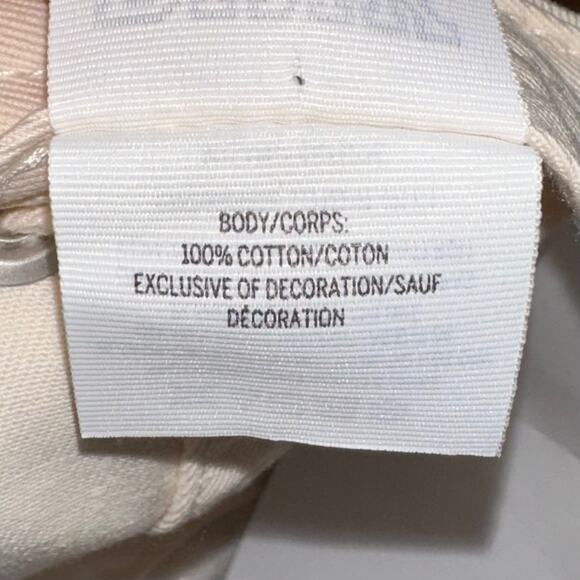 BODY/CORPS:
100% COTTON/COTON
EXCLUSIVE OF DECORATION/SAUF
DÉCORATION